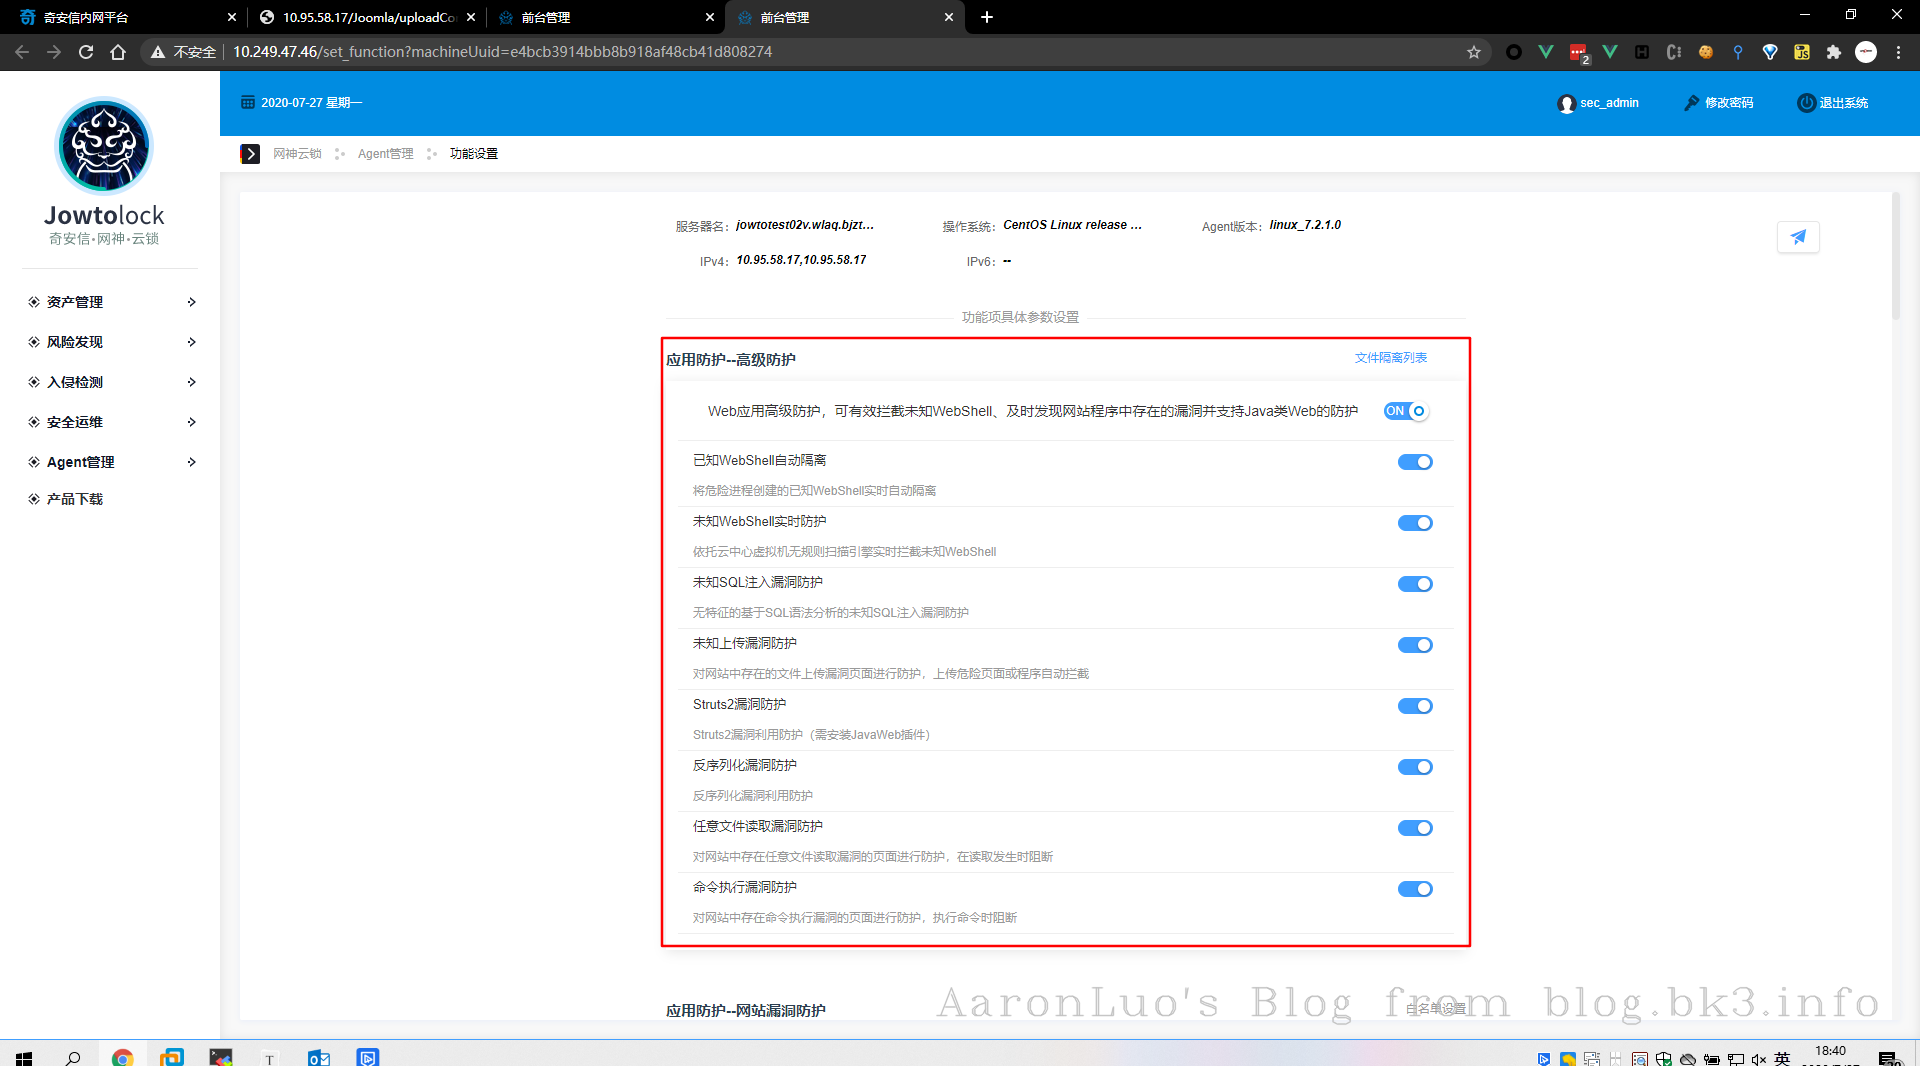 奇安信内网平台
10.95.58.17/Joomla/uploadCo
前台管理
前台管理
不安全
10.249.47.46/set_function?machineUuid=e4bcb3914bbb8b918af48cb41d808274
2
JS
2020-07-27 星期一
sec_admin
修改密码
退出系统
网神云锁
Agent管理
功能设置
Jowtolock
奇安信•网神•云锁
资产管理
风险发现
入侵检测
安全运维
Agent管理
产品下载
服务器名: jowtotest02v.wlaq.bjzt...
操作系统: CentOS Linux release ...
Agent版本: linux_7.2.1.0
IPv4: 10.95.58.17,10.95.58.17
IPv6: --
功能项具体参数设置
应用防护--高级防护
文件隔离列表
Web应用高级防护，可有效拦截未知WebShell、及时发现网站程序中存在的漏洞并支持Java类Web的防护
ON
已知WebShell自动隔离
将危险进程创建的已知WebShell实时自动隔离
未知WebShell实时防护
依托云中心虚拟机无规则扫描引擎实时拦截未知WebShell
未知SQL注入漏洞防护
无特征的基于SQL语法分析的未知SQL注入漏洞防护
未知上传漏洞防护
对网站中存在的文件上传漏洞页面进行防护，上传危险页面或程序自动拦截
Struts2漏洞防护
Struts2漏洞利用防护（需安装JavaWeb插件）
反序列化漏洞防护
反序列化漏洞利用防护
任意文件读取漏洞防护
对网站中存在任意文件读取漏洞的页面进行防护，在读取发生时阻断
命令执行漏洞防护
对网站中存在命令执行漏洞的页面进行防护，执行命令时阻断
应用防护--网站漏洞防护
白名单设置
AaronLuo's Blog from blog.bk3.info
英
18:40